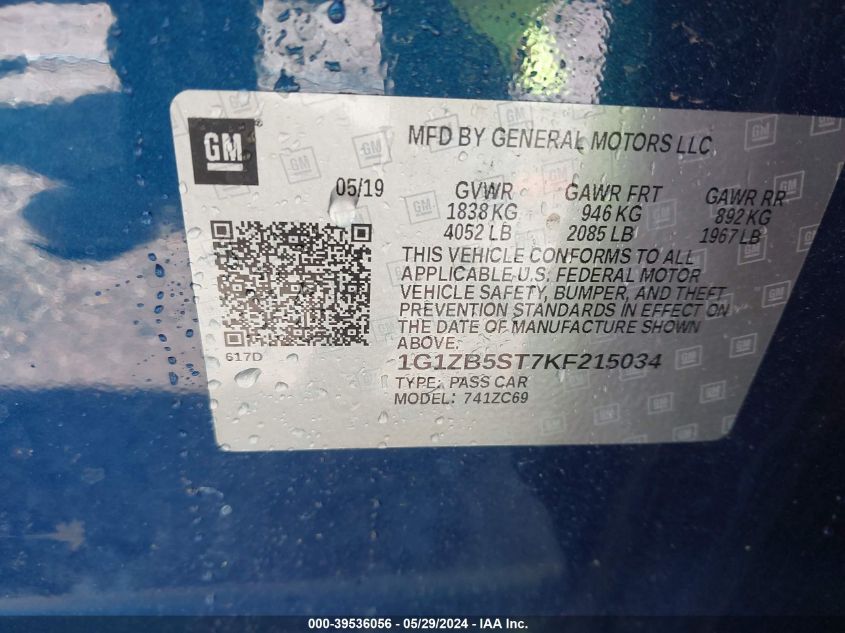 GM
MFD BY GENERAL MOTORS LLC
05/19
GVWR GAWR FRT GAWR RR
1838 KG 946 KG 892 KG
4052 LB 2085 LB 1967 LB
THIS VEHICLE CONFORMS TO ALL
APPLICABLE U.S. FEDERAL MOTOR
VEHICLE SAFETY, BUMPER, AND THEFT
PREVENTION STANDARDS IN EFFECT ON
THE DATE OF MANUFACTURE SHOWN
ABOVE.
617D
1G1ZB5ST7KF215034
TYPE: PASS CAR
MODEL: 741ZC69
000-39536056 - 05/29/2024 - IAA Inc.